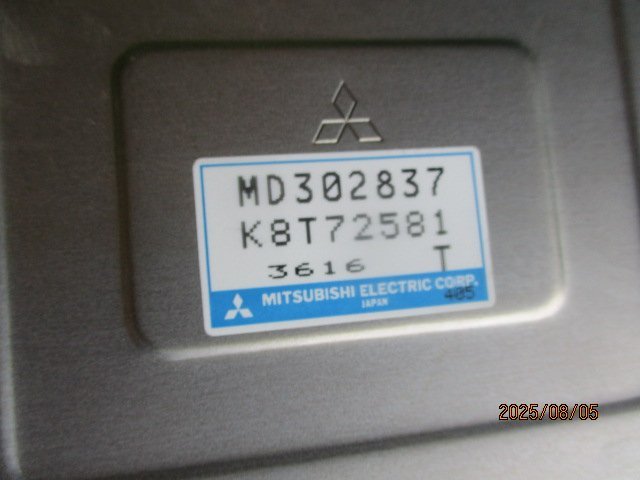 MD302837
K8T72581
3616 T
MITSUBISHI ELECTRIC CORP.
JAPAN 405
2025/08/05